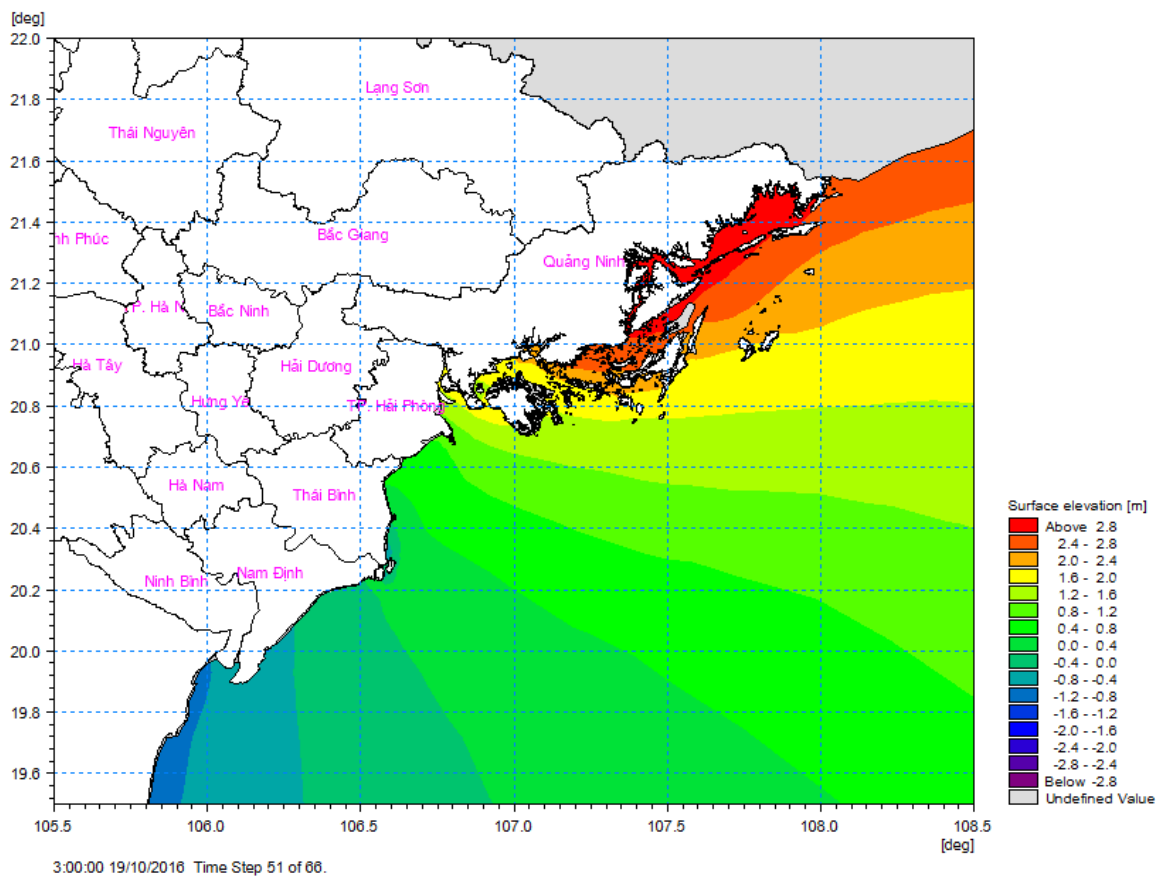 [deg]
22.0
21.8
21.6
21.4
21.2
21.0
20.8
20.6
20.4
20.2
20.0
19.8
19.6
Lạng Sơn
Thái Nguyên
nh Phúc
Bắc Giang
Quảng Ninh
P. Hà N
Bắc Ninh
Hà Tây
Hải Dương
Hưng Yê
TP. Hải Phòng
Hà Nam
Thái Bình
Ninh Bình
Nam Định
105.5 106.0 106.5 107.0 107.5 108.0 108.5
[deg]
3:00:00 19/10/2016 Time Step 51 of 66.
Surface elevation [m]
Above 2.8
2.4 - 2.8
2.0 - 2.4
1.6 - 2.0
1.2 - 1.6
0.8 - 1.2
0.4 - 0.8
0.0 - 0.4
-0.4 - 0.0
-0.8 - -0.4
-1.2 - -0.8
-1.6 - -1.2
-2.0 - -1.6
-2.4 - -2.0
-2.8 - -2.4
Below -2.8
Undefined Value